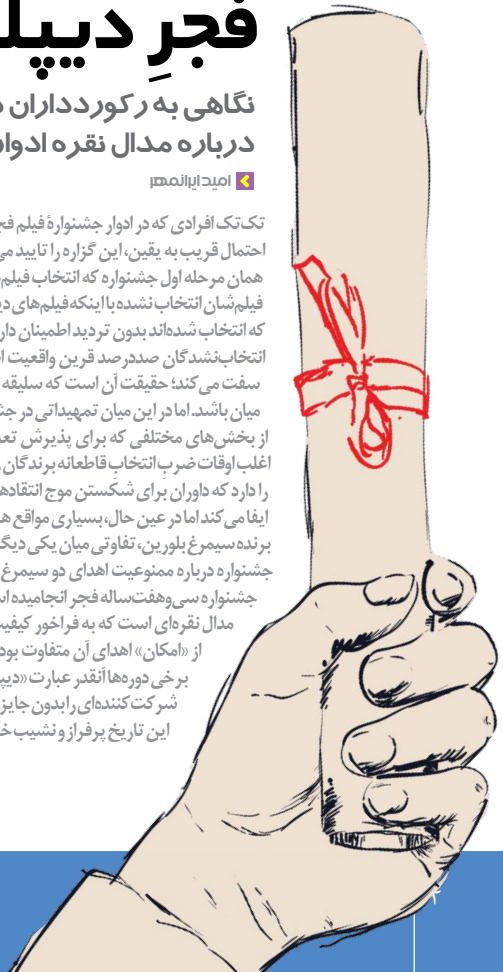 فجرِ دیپل
نگاهی به رکوردداران
درباره مدال نقره ادوار
امید ایرانمهر
تک‌تک افرادی که در ادوار جشنوارهٔ فیلم فج
احتمال قریب به یقین، این گزاره را تایید می
همان مرحله اول جشنواره که انتخاب فیلم
فیلم‌شان انتخاب نشده با اینکه فیلم‌های دی
که انتخاب شده‌اند بدون تردید اطمینان دار
انتخاب‌نشدگان صددرصد قرین واقعیت ا
سفت می‌کند؛ حقیقت آن است که سلیقه
میان باشد. اما در این میان تمهیداتی در جش
از بخش‌های مختلفی که برای پذیرش تعد
اغلب اوقات ضربِ انتخابِ قاطعانه برندگان
را دارد که داوران برای شکستن موج انتقادها
ایفا می‌کند اما در عین حال، بسیاری مواقع ه
برنده سیمرغ بلورین، تفاوتی میان یکی دیگ
جشنواره درباره ممنوعیت اهدای دو سیمرغ
جشنواره سی‌وهفت‌ساله فجر انجامیده اس
مدال نقره‌ای است که به فراخور کیفیت
از «امکان» اهدای آن متفاوت بود
برخی دوره‌ها آنقدر عبارت «دیپ
شرکت‌کننده‌ای را بدون جایز
این تاریخ پرفراز و نشیب خ